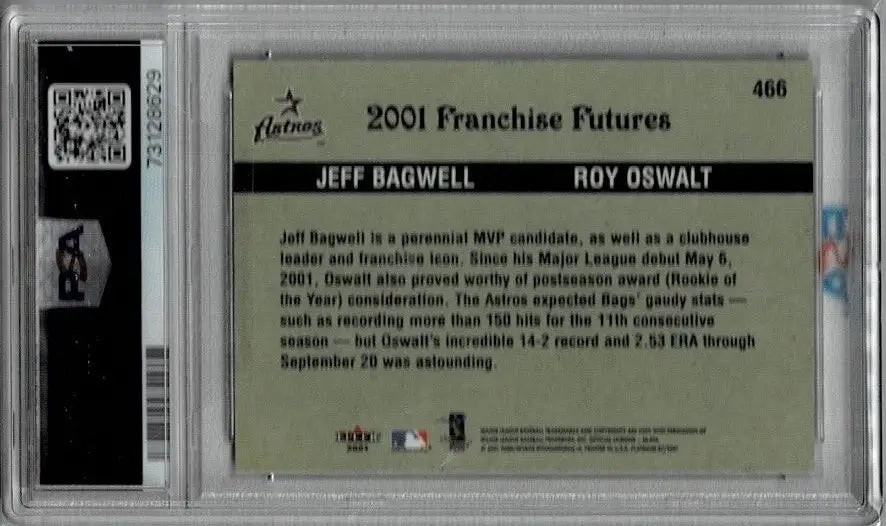 466
Astros
2001 Franchise Futures
JEFF BAGWELL ROY OSWALT
Jeff Bagwell is a perennial MVP candidate, as well as a clubhouse
leader and franchise icon. Since his Major League debut May 6,
2001, Oswalt also proved worthy of postseason award (Rookie of
the Year) consideration. The Astros expected Bags' gaudy stats —
such as recording more than 150 hits for the 11th consecutive
season — but Oswalt's incredible 14-2 record and 2.53 ERA through
September 20 was astounding.
FLEER
2001
73128629
PSA
PSA